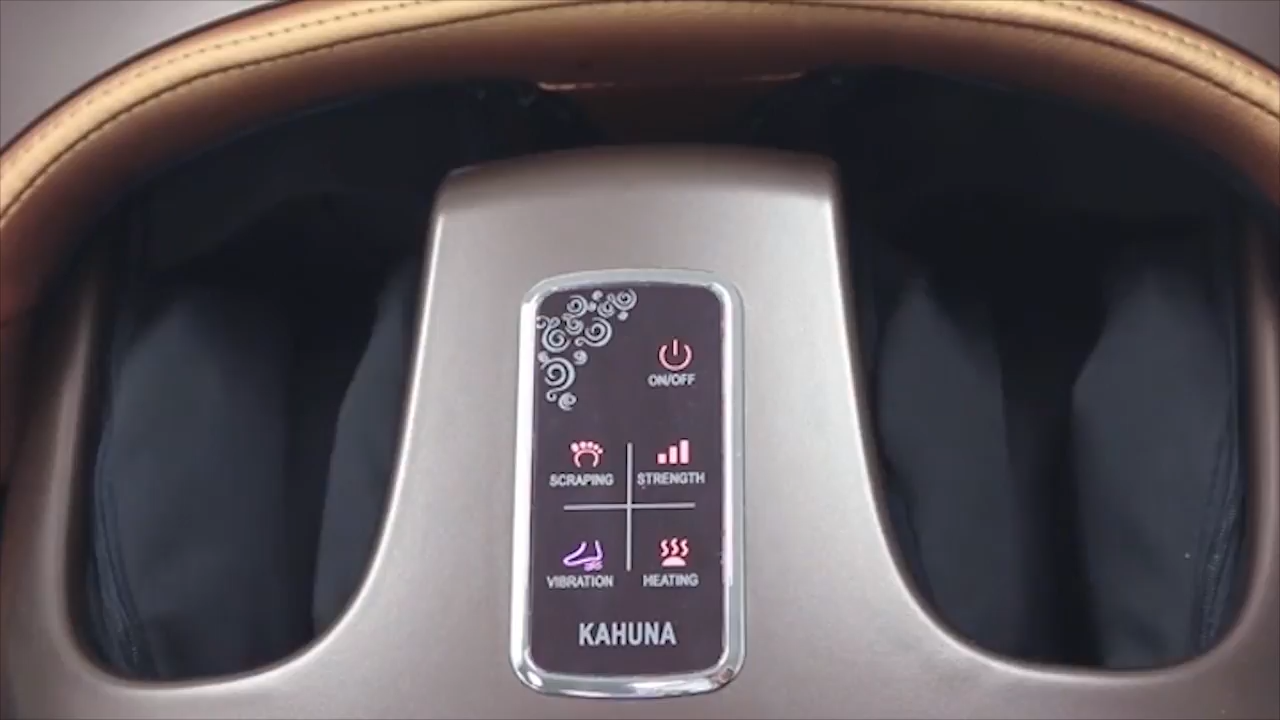 ON/OFF
SCRAPING
STRENGTH
VIBRATION
HEATING
KAHUNA